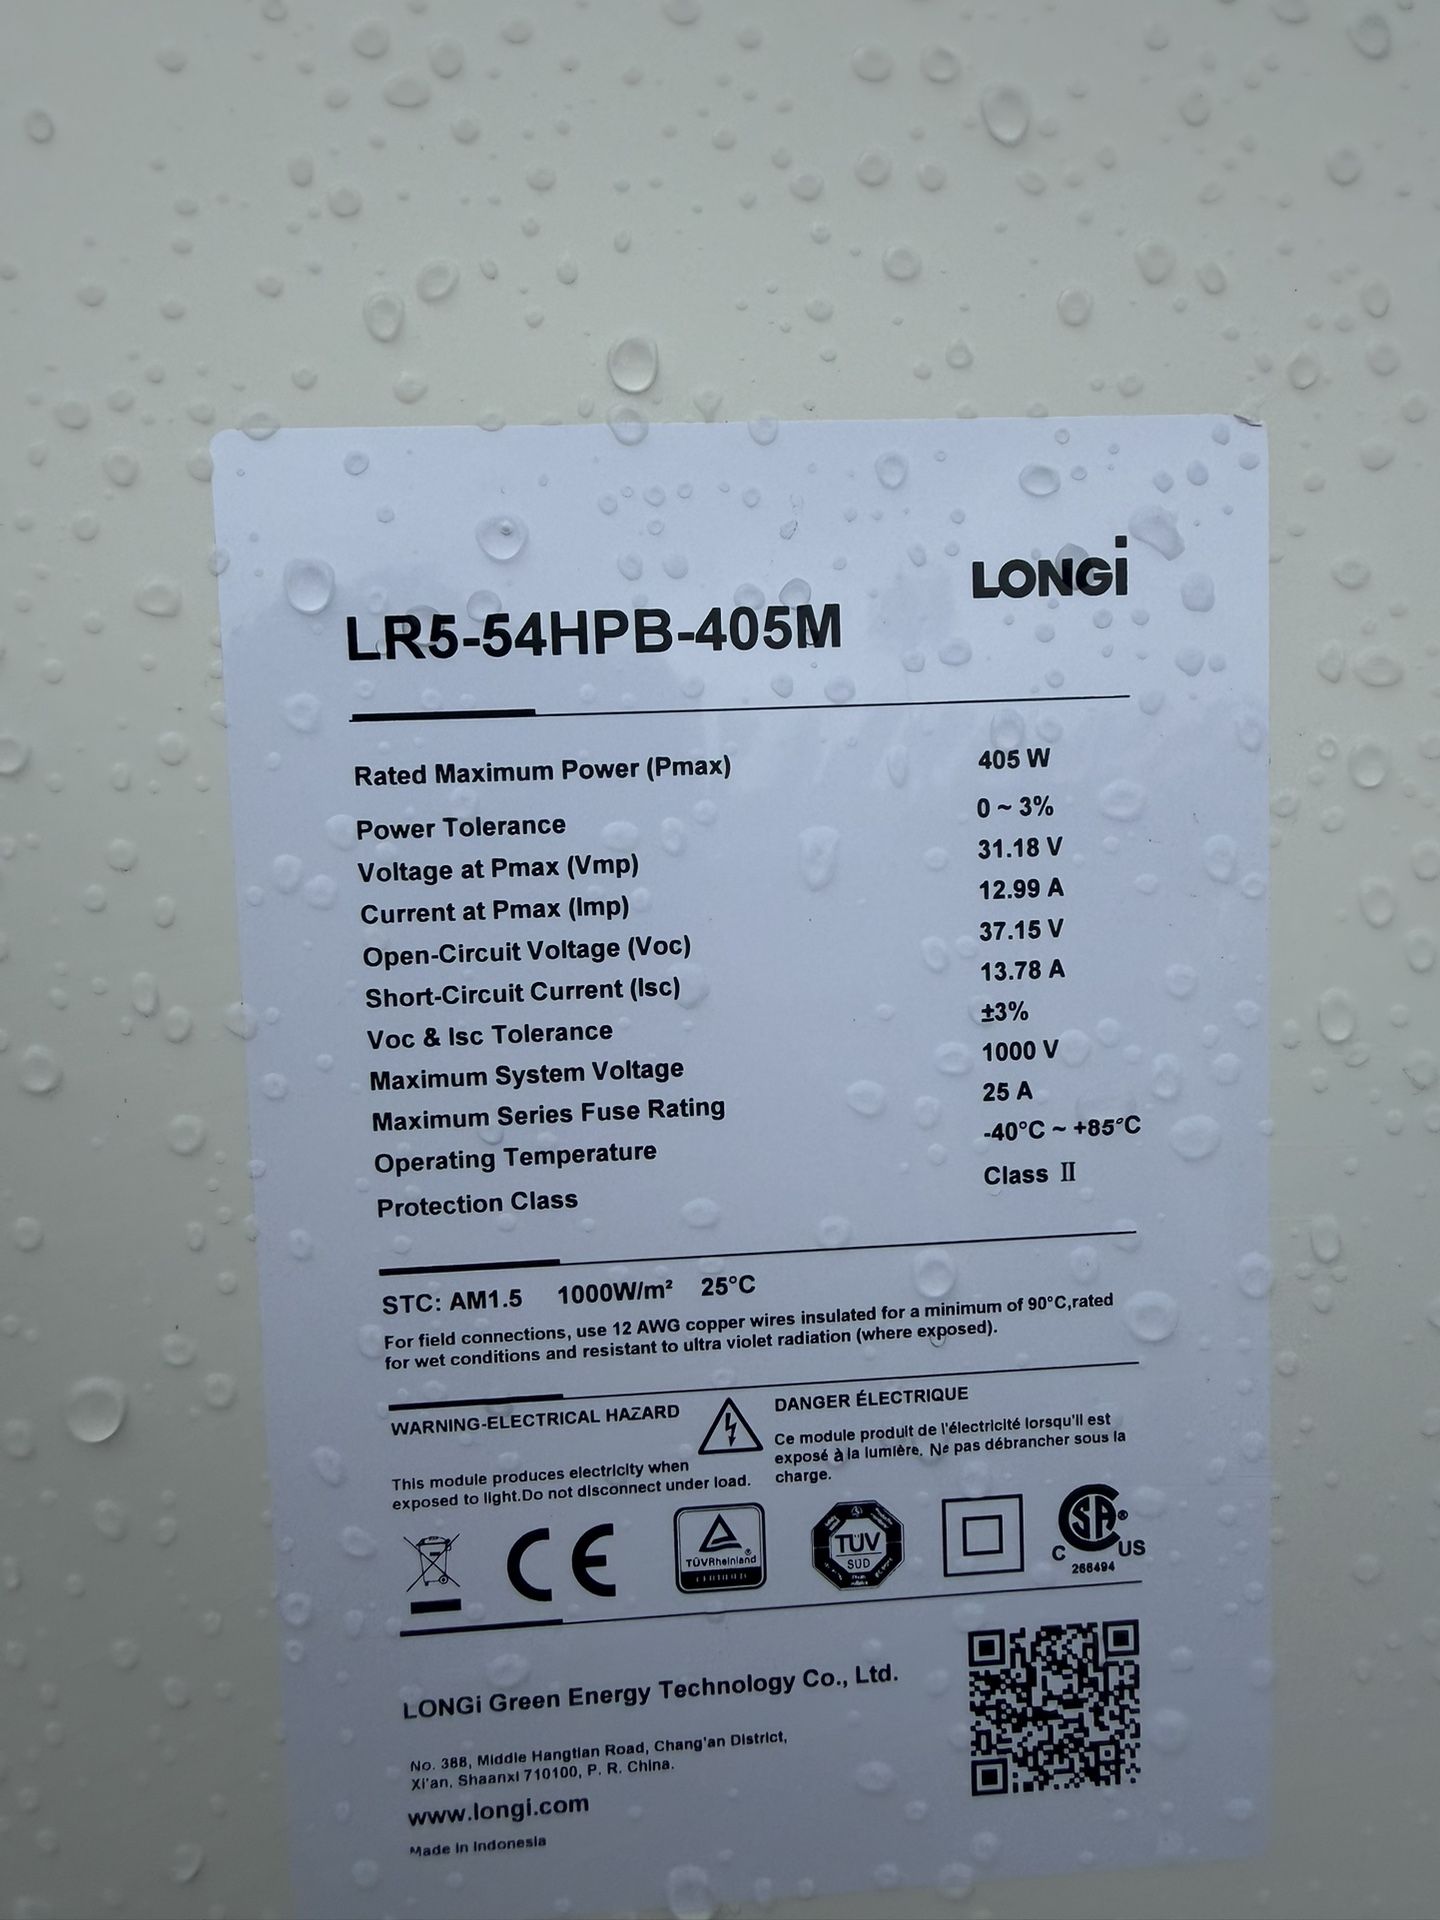 LONGi
LR5-54HPB-405M
Rated Maximum Power (Pmax) 405 W
Power Tolerance 0 ~ 3%
Voltage at Pmax (Vmp) 31.18 V
Current at Pmax (Imp) 12.99 A
Open-Circuit Voltage (Voc) 37.15 V
Short-Circuit Current (Isc) 13.78 A
Voc & Isc Tolerance ±3%
Maximum System Voltage 1000 V
Maximum Series Fuse Rating 25 A
Operating Temperature -40°C ~ +85°C
Protection Class Class II
STC: AM1.5 1000W/m² 25°C
For field connections, use 12 AWG copper wires insulated for a minimum of 90°C,rated
for wet conditions and resistant to ultra violet radiation (where exposed).
WARNING-ELECTRICAL HAZARD
This module produces electricity when
exposed to light.Do not disconnect under load.
DANGER ÉLECTRIQUE
Ce module produit de l'électricité lorsqu'il est
exposé à la lumière. Ne pas débrancher sous la
charge.
CE
TÜVRheinland
TÜV
SÜD
CSA®
C US
266494
LONGi Green Energy Technology Co., Ltd.
No. 388, Middle Hangtian Road, Chang'an District,
Xi'an, Shaanxi 710100, P. R. China.
www.longi.com
Made in Indonesia